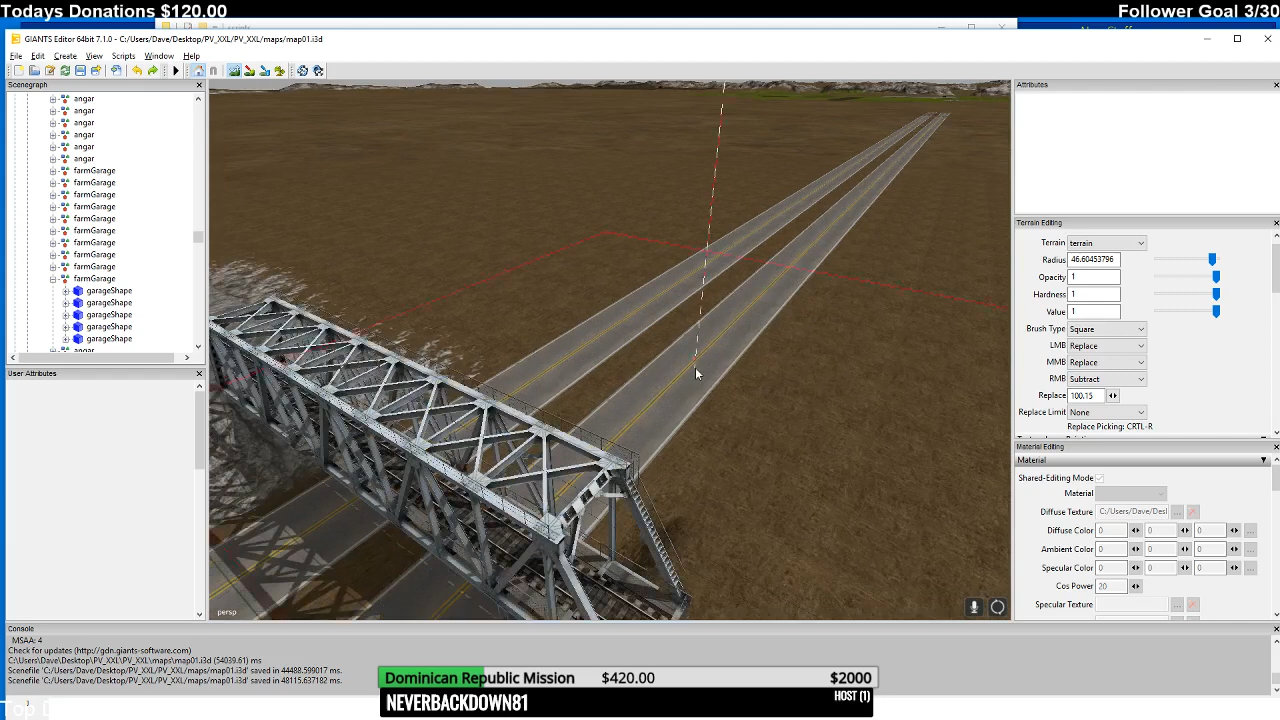 Todays Donations $120.00
Follower Goal 3/30
GIANTS Editor 64bit 7.1.0 - C:/Users/Dave/Desktop/PV_XXL/PV_XXL/maps/map01.i3d
File Edit Create View Scripts Window Help
Scenegraph
angar
angar
angar
angar
angar
angar
farmGarage
farmGarage
farmGarage
farmGarage
farmGarage
farmGarage
farmGarage
farmGarage
farmGarage
farmGarage
garageShape
garageShape
garageShape
garageShape
garageShape
angar
User Attributes
persp
Attributes
Terrain Editing
Terrain terrain
Radius 46.60453796
Opacity 1
Hardness 1
Value 1
Brush Type Square
LMB Replace
MMB Replace
RMB Subtract
Replace 100.15
Replace Limit None
Replace Picking: CRTL-R
Material Editing
Material
Shared-Editing Mode
Material
Diffuse Texture C:/Users/Dave/Desl ...
Diffuse Color 0 0 0 ...
Ambient Color 0 0 0 ...
Specular Color 0 0 0 ...
Cos Power 20
Specular Texture ...
Console
MSAA: 4
Check for updates (http://gdn.giants-software.com)
C:\Users\Dave\Desktop\PV_XXL\PV_XXL\maps\map01.i3d (54039.61) ms
Scenefile 'C:/Users/Dave/Desktop/PV_XXL/PV_XXL/maps/map01.i3d' saved in 44488.599017 ms.
Scenefile 'C:/Users/Dave/Desktop/PV_XXL/PV_XXL/maps/map01.i3d' saved in 48115.637182 ms.
Dominican Republic Mission $420.00 $2000
NEVERBACKDOWN81 HOST (1)